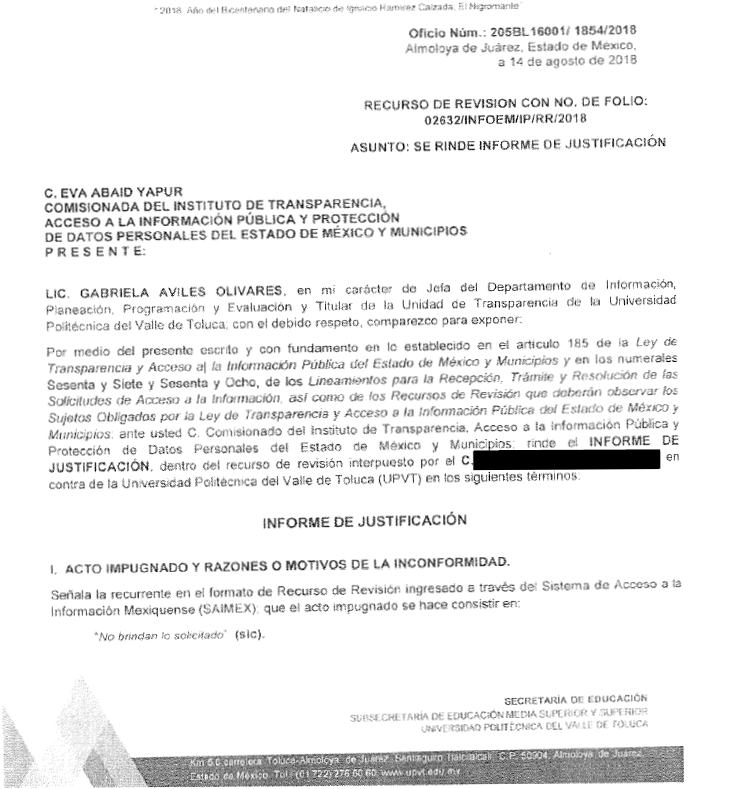 "2018. Año del Bicentenario del Natalicio de Ignacio Ramírez Calzada, El Nigromante"
Oficio Núm.: 205BL16001/ 1854/2018
Almoloya de Juárez, Estado de México,
a 14 de agosto de 2018
RECURSO DE REVISION CON NO. DE FOLIO:
02632/INFOEM/IP/RR/2018
ASUNTO: SE RINDE INFORME DE JUSTIFICACIÓN
C. EVA ABAID YAPUR
COMISIONADA DEL INSTITUTO DE TRANSPARENCIA,
ACCESO A LA INFORMACIÓN PÚBLICA Y PROTECCIÓN
DE DATOS PERSONALES DEL ESTADO DE MÉXICO Y MUNICIPIOS
P R E S E N T E:
LIC. GABRIELA AVILES OLIVARES, en mi carácter de Jefa del Departamento de Información,
Planeación, Programación y Evaluación y Titular de la Unidad de Transparencia de la Universidad
Politécnica del Valle de Toluca; con el debido respeto, comparezco para exponer:
Por medio del presente escrito y con fundamento en lo establecido en el artículo 185 de la Ley de
Transparencia y Acceso a| la Información Pública del Estado de México y Municipios y en los numerales
Sesenta y Siete y Sesenta y Ocho, de los Lineamientos para la Recepción, Trámite y Resolución de las
Solicitudes de Acceso a la Información, así como de los Recursos de Revisión que deberán observar los
Sujetos Obligados por la Ley de Transparencia y Acceso a la Información Pública del Estado de México y
Municipios; ante usted C. Comisionado del Instituto de Transparencia, Acceso a la Información Pública y
Protección de Datos Personales del Estado de México y Municipios; rinde el INFORME DE
JUSTIFICACIÓN, dentro del recurso de revisión interpuesto por el C. en
contra de la Universidad Politécnica del Valle de Toluca (UPVT) en los siguientes términos:
INFORME DE JUSTIFICACIÓN
I. ACTO IMPUGNADO Y RAZONES O MOTIVOS DE LA INCONFORMIDAD.
Señala la recurrente en el formato de Recurso de Revisión ingresado a través del Sistema de Acceso a la
Información Mexiquense (SAIMEX); que el acto impugnado se hace consistir en:
"No brindan lo solicitado" (sic).
SECRETARÍA DE EDUCACIÓN
SUBSECRETARÍA DE EDUCACIÓN MEDIA SUPERIOR Y SUPERIOR
UNIVERSIDAD POLITÉCNICA DEL VALLE DE TOLUCA
Km 5.6 carretera Toluca-Almoloya de Juárez, Santiaguito Tlalcilalcali, C.P. 50904, Almoloya de Juárez,
Estado de México. Tel.: (01 722) 276 60 60, www.upvt.edu.mx